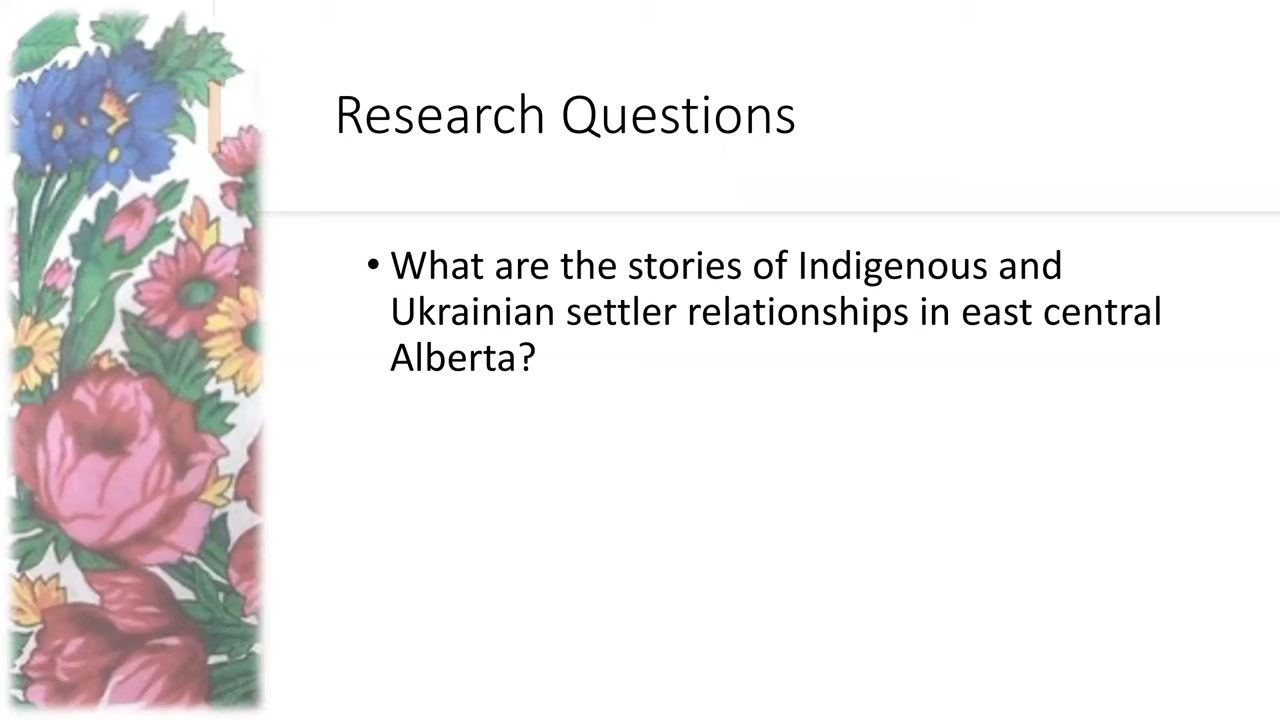 Research Questions
• What are the stories of Indigenous and
Ukrainian settler relationships in east central
Alberta?